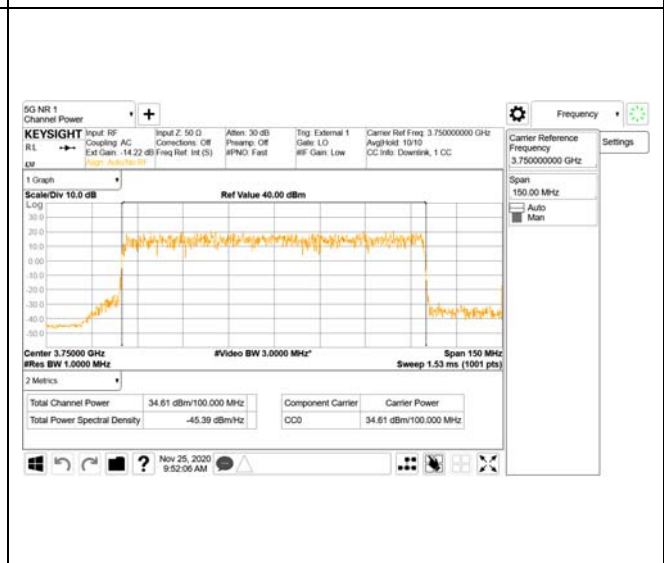 5G NR 1
Channel Power
Frequency
KEYSIGHT
RL
Input: RF
Coupling: AC
Ext Gain: -14.22 dB
Align: Auto/No RF
Input Z: 50 Ω
Corrections: Off
Freq Ref: Int (S)
Atten: 30 dB
Preamp: Off
#PNO: Fast
Trig: External 1
Gate: LO
#IF Gain: Low
Carrier Ref Freq: 3.750000000 GHz
Avg|Hold: 10/10
CC Info: Downlink, 1 CC
Carrier Reference
Frequency
3.750000000 GHz
Settings
Span
150.00 MHz
Auto
Man
1 Graph
Scale/Div 10.0 dB
Ref Value 40.00 dBm
Log
30.0
20.0
10.0
0.00
-10.0
-20.0
-30.0
-40.0
-50.0
Center 3.75000 GHz
#Video BW 3.0000 MHz*
Span 150 MHz
#Res BW 1.0000 MHz
Sweep 1.53 ms (1001 pts)
2 Metrics
Total Channel Power 34.61 dBm/100.000 MHz
Total Power Spectral Density -45.39 dBm/Hz
Component Carrier Carrier Power
CC0 34.61 dBm/100.000 MHz
?
Nov 25, 2020
9:52:06 AM